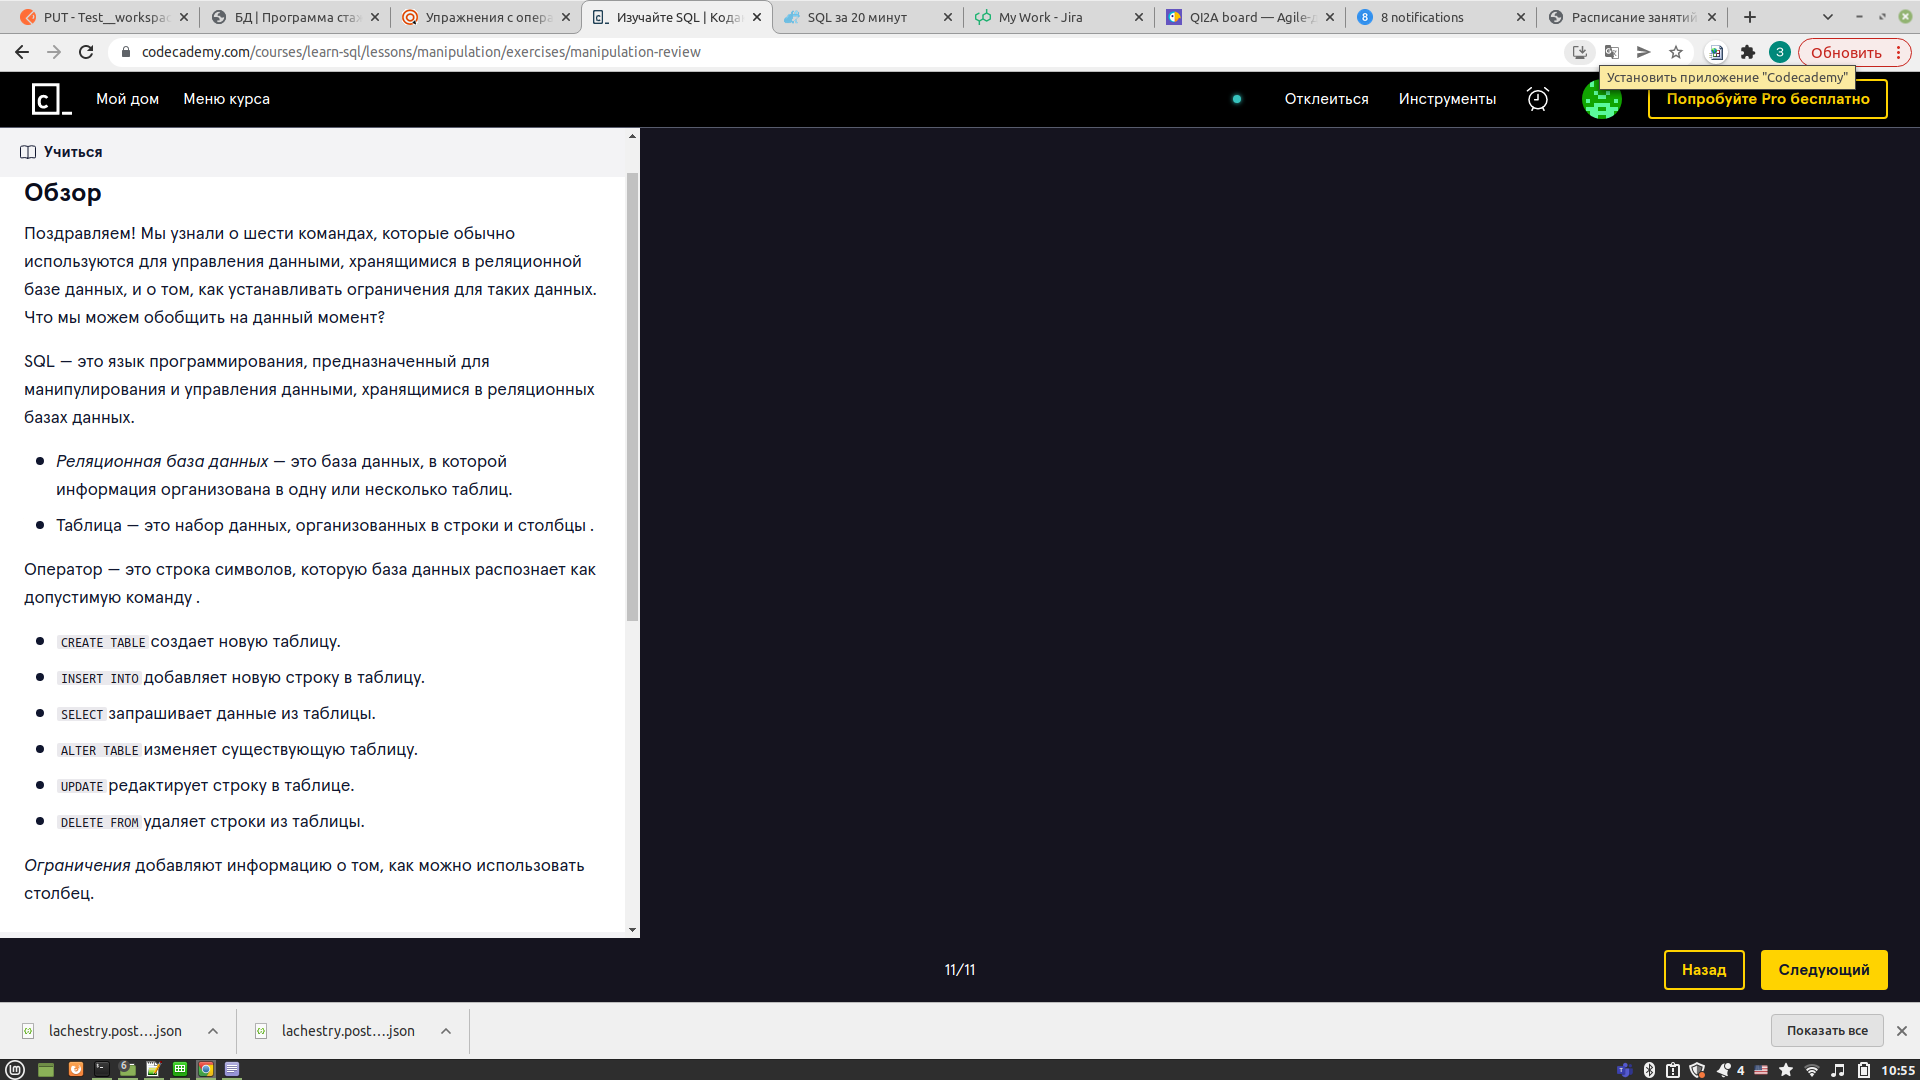 PUT - Test__workspac
БД | Программа стаж
Упражнения с опера
Изучайте SQL | Кода
SQL за 20 минут
My Work - Jira
QI2A board — Agile-д
8 notifications
Расписание занятий
codecademy.com/courses/learn-sql/lessons/manipulation/exercises/manipulation-review
З
Обновить
Установить приложение "Codecademy"
Мой дом
Меню курса
Отклеиться
Инструменты
Попробуйте Pro бесплатно
Учиться
Обзор
Поздравляем! Мы узнали о шести командах, которые обычно
используются для управления данными, хранящимися в реляционной
базе данных, и о том, как устанавливать ограничения для таких данных.
Что мы можем обобщить на данный момент?
SQL — это язык программирования, предназначенный для
манипулирования и управления данными, хранящимися в реляционных
базах данных.
Реляционная база данных — это база данных, в которой
информация организована в одну или несколько таблиц.
Таблица — это набор данных, организованных в строки и столбцы .
Оператор — это строка символов, которую база данных распознает как
допустимую команду .
CREATE TABLE создает новую таблицу.
INSERT INTO добавляет новую строку в таблицу.
SELECT запрашивает данные из таблицы.
ALTER TABLE изменяет существующую таблицу.
UPDATE редактирует строку в таблице.
DELETE FROM удаляет строки из таблицы.
Ограничения добавляют информацию о том, как можно использовать
столбец.
11/11
Назад
Следующий
lachestry.post....json
lachestry.post....json
Показать все
4
10:55